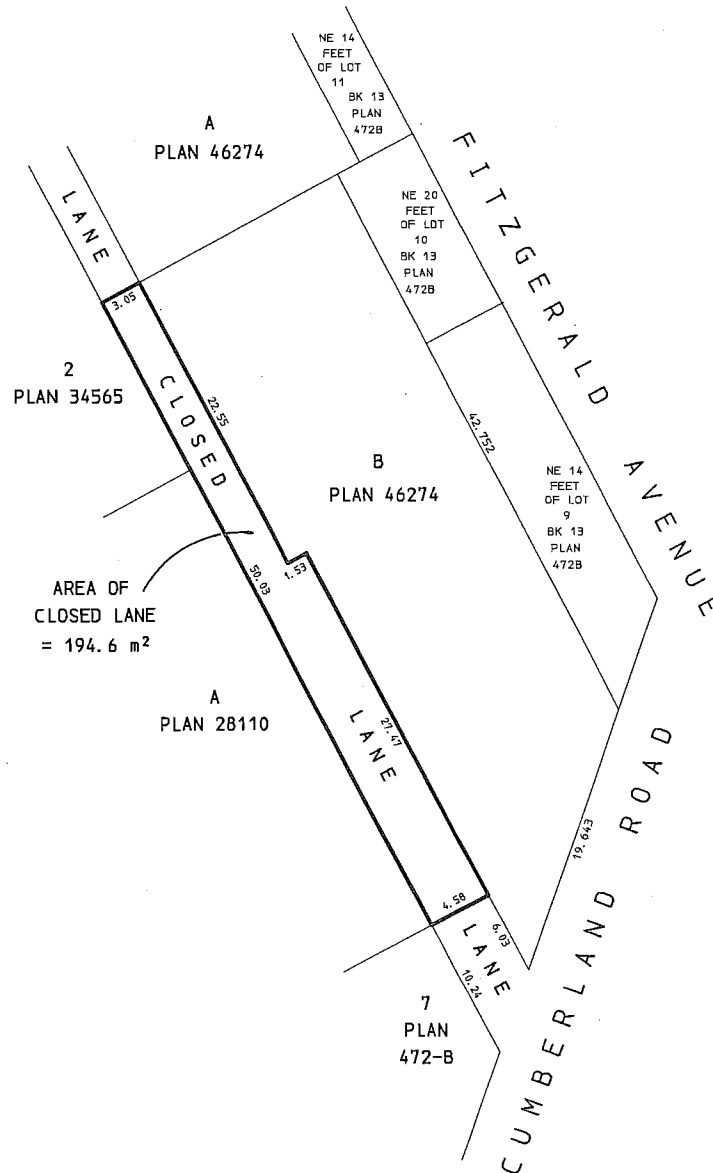 NE 14
FEET
OF LOT
11
BK 13
PLAN
472B
A
PLAN 46274
FITZGERALD AVENUE
LANE
NE 20
FEET
OF LOT
10
BK 13
PLAN
472B
3.05
2
PLAN 34565
CLOSED
22.55
42.752
B
PLAN 46274
NE 14
FEET
OF LOT
9
BK 13
PLAN
472B
1.53
50.03
AREA OF
CLOSED LANE
= 194.6 m²
A
PLAN 28110
LANE
27.47
19.643
CUMBERLAND ROAD
4.58
LANE
6.03
10.24
7
PLAN
472-B